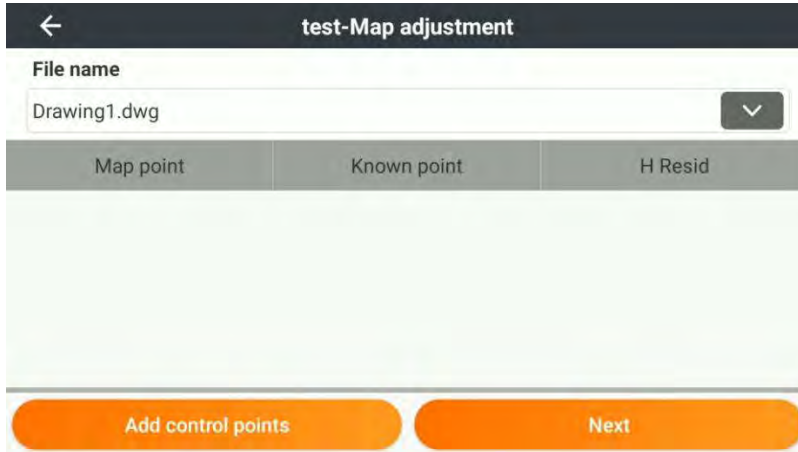 test-Map adjustment
File name
Drawing1.dwg
Map point Known point H Resid
Add control points Next